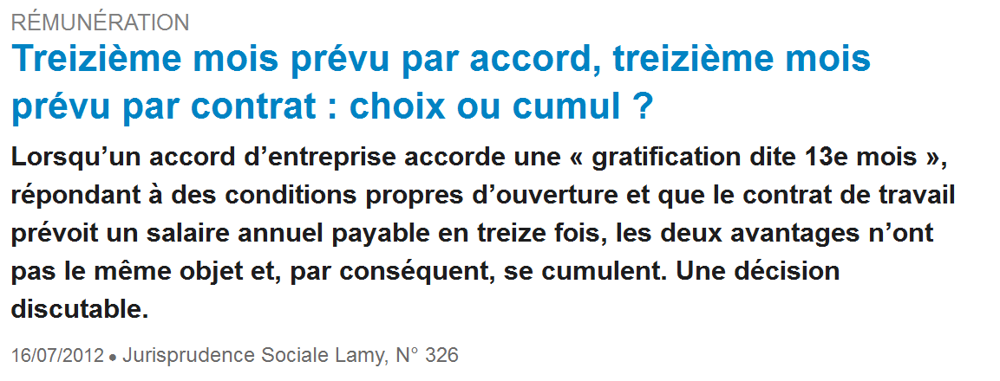 RÉMUNÉRATION
Treizième mois prévu par accord, treizième mois
prévu par contrat : choix ou cumul ?
Lorsqu’un accord d’entreprise accorde une « gratification dite 13e mois »,
répondant à des conditions propres d’ouverture et que le contrat de travail
prévoit un salaire annuel payable en treize fois, les deux avantages n’ont
pas le même objet et, par conséquent, se cumulent. Une décision
discutable.
16/07/2012 ● Jurisprudence Sociale Lamy, N° 326